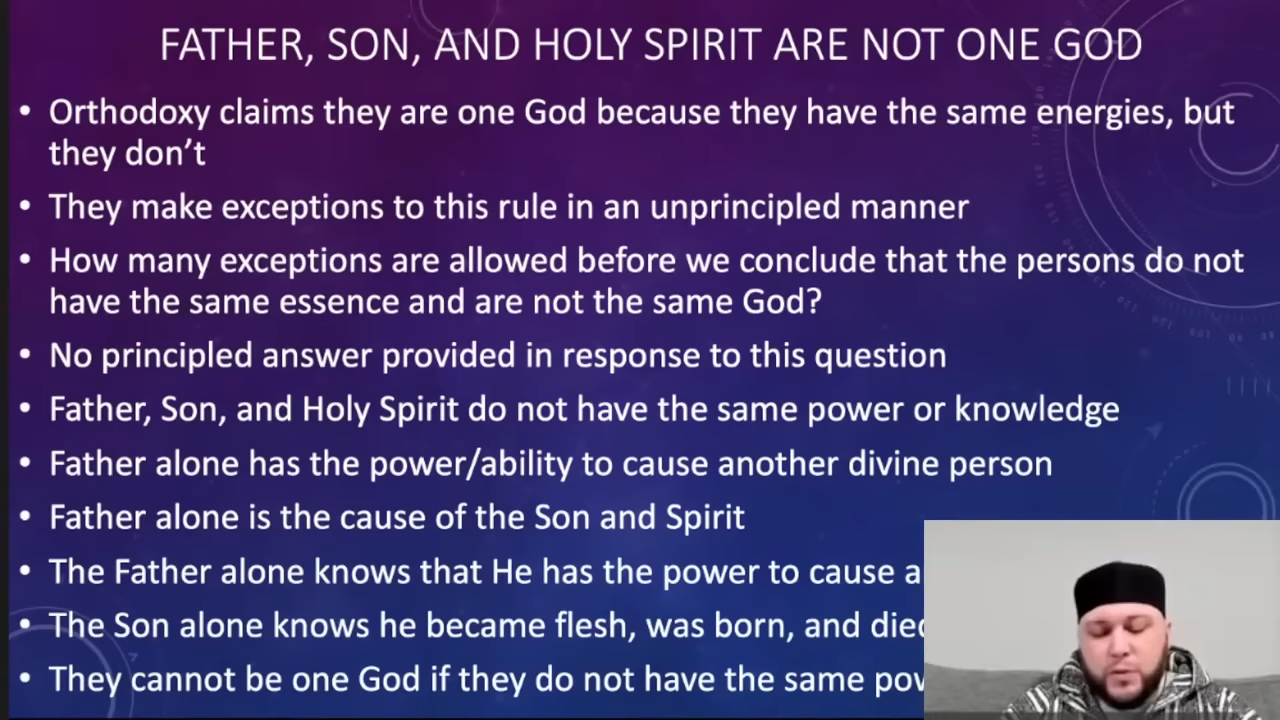 FATHER, SON, AND HOLY SPIRIT ARE NOT ONE GOD
• Orthodoxy claims they are one God because they have the same energies, but
they don't
• They make exceptions to this rule in an unprincipled manner
• How many exceptions are allowed before we conclude that the persons do not
have the same essence and are not the same God?
• No principled answer provided in response to this question
• Father, Son, and Holy Spirit do not have the same power or knowledge
• Father alone has the power/ability to cause another divine person
• Father alone is the cause of the Son and Spirit
• The Father alone knows that He has the power to cause
• The Son alone knows he became flesh, was born, and
• They cannot be one God if they do not have the same